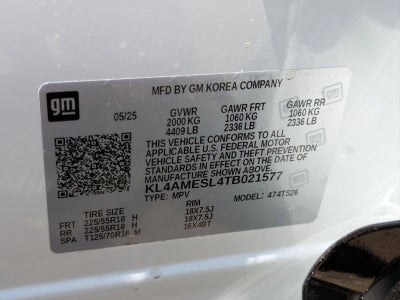 MFD BY GM KOREA COMPANY
gm
05/25 GVWR GAWR FRT GAWR RR
2000 KG 1060 KG 1060 KG
4409 LB 2336 LB 2336 LB
THIS VEHICLE CONFORMS TO ALL
APPLICABLE U.S. FEDERAL MOTOR
VEHICLE SAFETY AND THEFT PREVENTION
STANDARDS IN EFFECT ON THE DATE OF
MANUFACTURE SHOWN ABOVE.
KL4AMESL4TB021577
TYPE: MPV MODEL: 474TS26
TIRE SIZE RIM
FRT 225/55R18 H 18X7.5J
RR 225/55R18 H 18X7.5J
SPA T125/70R16 M 16X4BT